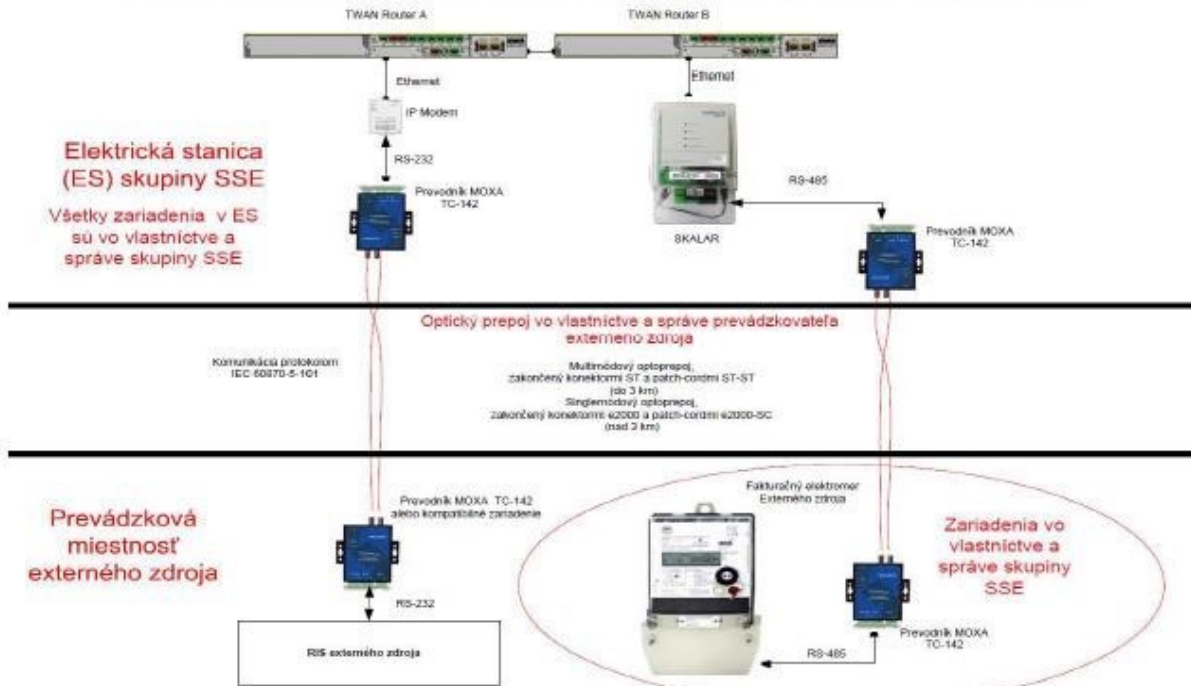 TWAN Router A
TWAN Router B
Ethernet
Ethernet
IP Modem
Elektrická stanica
(ES) skupiny SSE
RS-232
RS-485
Všetky zariadenia v ES
sú vo vlastníctve a
správe skupiny SSE
Prevodník MOXA
TC-142
SKALAR
Prevodník MOXA
TC-142
Optický prepoj vo vlastníctve a správe prevádzkovateľa
externého zdroja
Komunikácia protokolom
IEC 60870-5-101
Multimódový optoprepoj,
zakončený konektormi ST a patch-cordmi ST-ST
(do 3 km)
Singlemódový optoprepoj,
zakončený konektormi e2000 a patch-cordmi e2000-SC
(nad 3 km)
Prevádzková
miestnosť
externého zdroja
Prevodník MOXA TC-142
alebo kompatibilné zariadenie
Fakturačný elektromer
Externého zdroja
Zariadenia vo
vlastníctve a
správe skupiny
SSE
RS-232
RIS externého zdroja
RS-485
Prevodník MOXA
TC-142